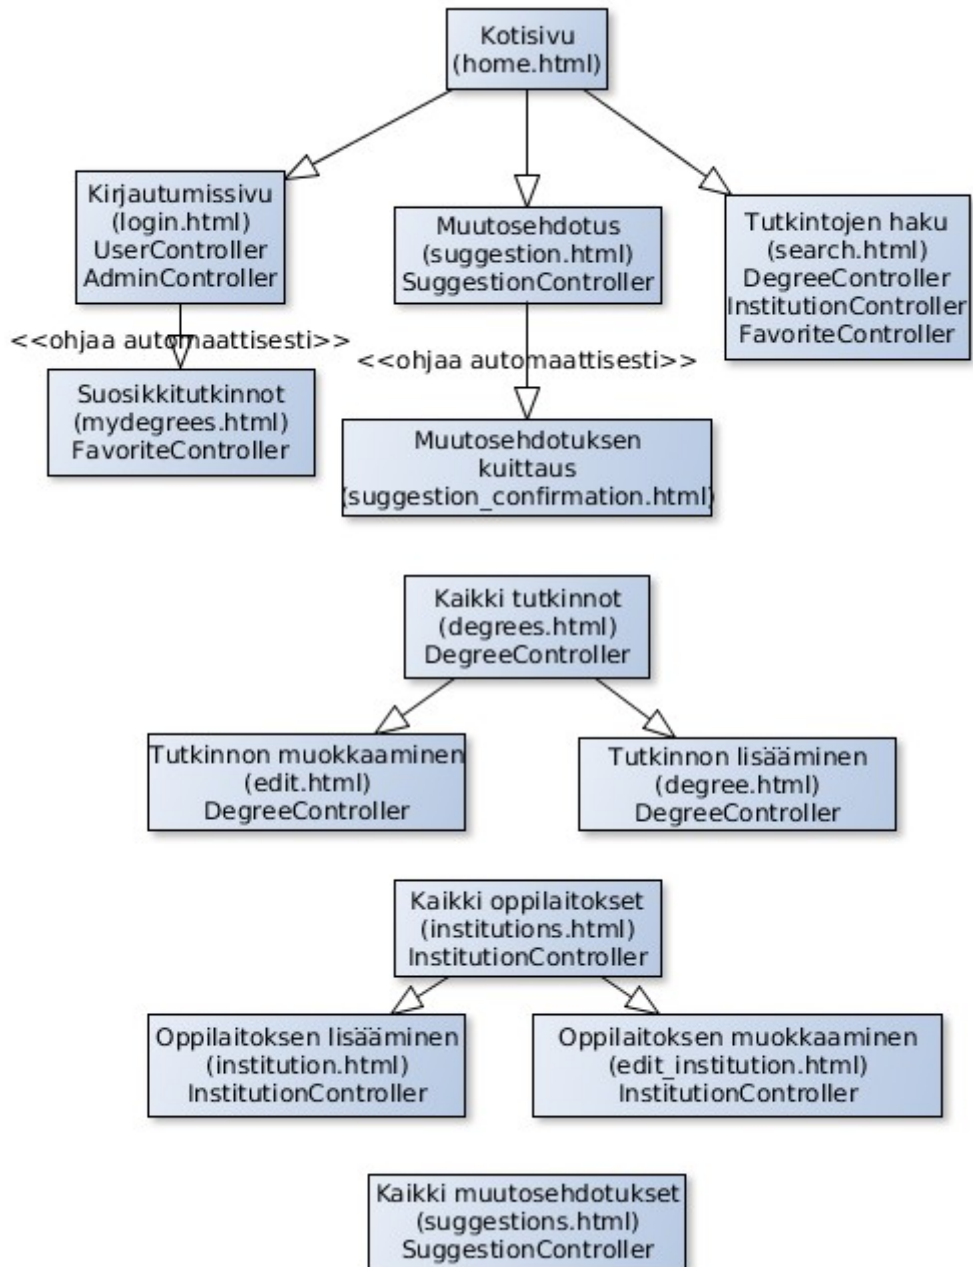 Kotisivu
(home.html)
Kirjautumissivu
(login.html)
UserController
AdminController
Muutosehdotus
(suggestion.html)
SuggestionController
Tutkintojen haku
(search.html)
DegreeController
InstitutionController
FavoriteController
<<ohjaa automaattisesti>>
<<ohjaa automaattisesti>>
Suosikkitutkinnot
(mydegrees.html)
FavoriteController
Muutosehdotuksen
kuittaus
(suggestion_confirmation.html)
Kaikki tutkinnot
(degrees.html)
DegreeController
Tutkinnon muokkaaminen
(edit.html)
DegreeController
Tutkinnon lisääminen
(degree.html)
DegreeController
Kaikki oppilaitokset
(institutions.html)
InstitutionController
Oppilaitoksen lisääminen
(institution.html)
InstitutionController
Oppilaitoksen muokkaaminen
(edit_institution.html)
InstitutionController
Kaikki muutosehdotukset
(suggestions.html)
SuggestionController